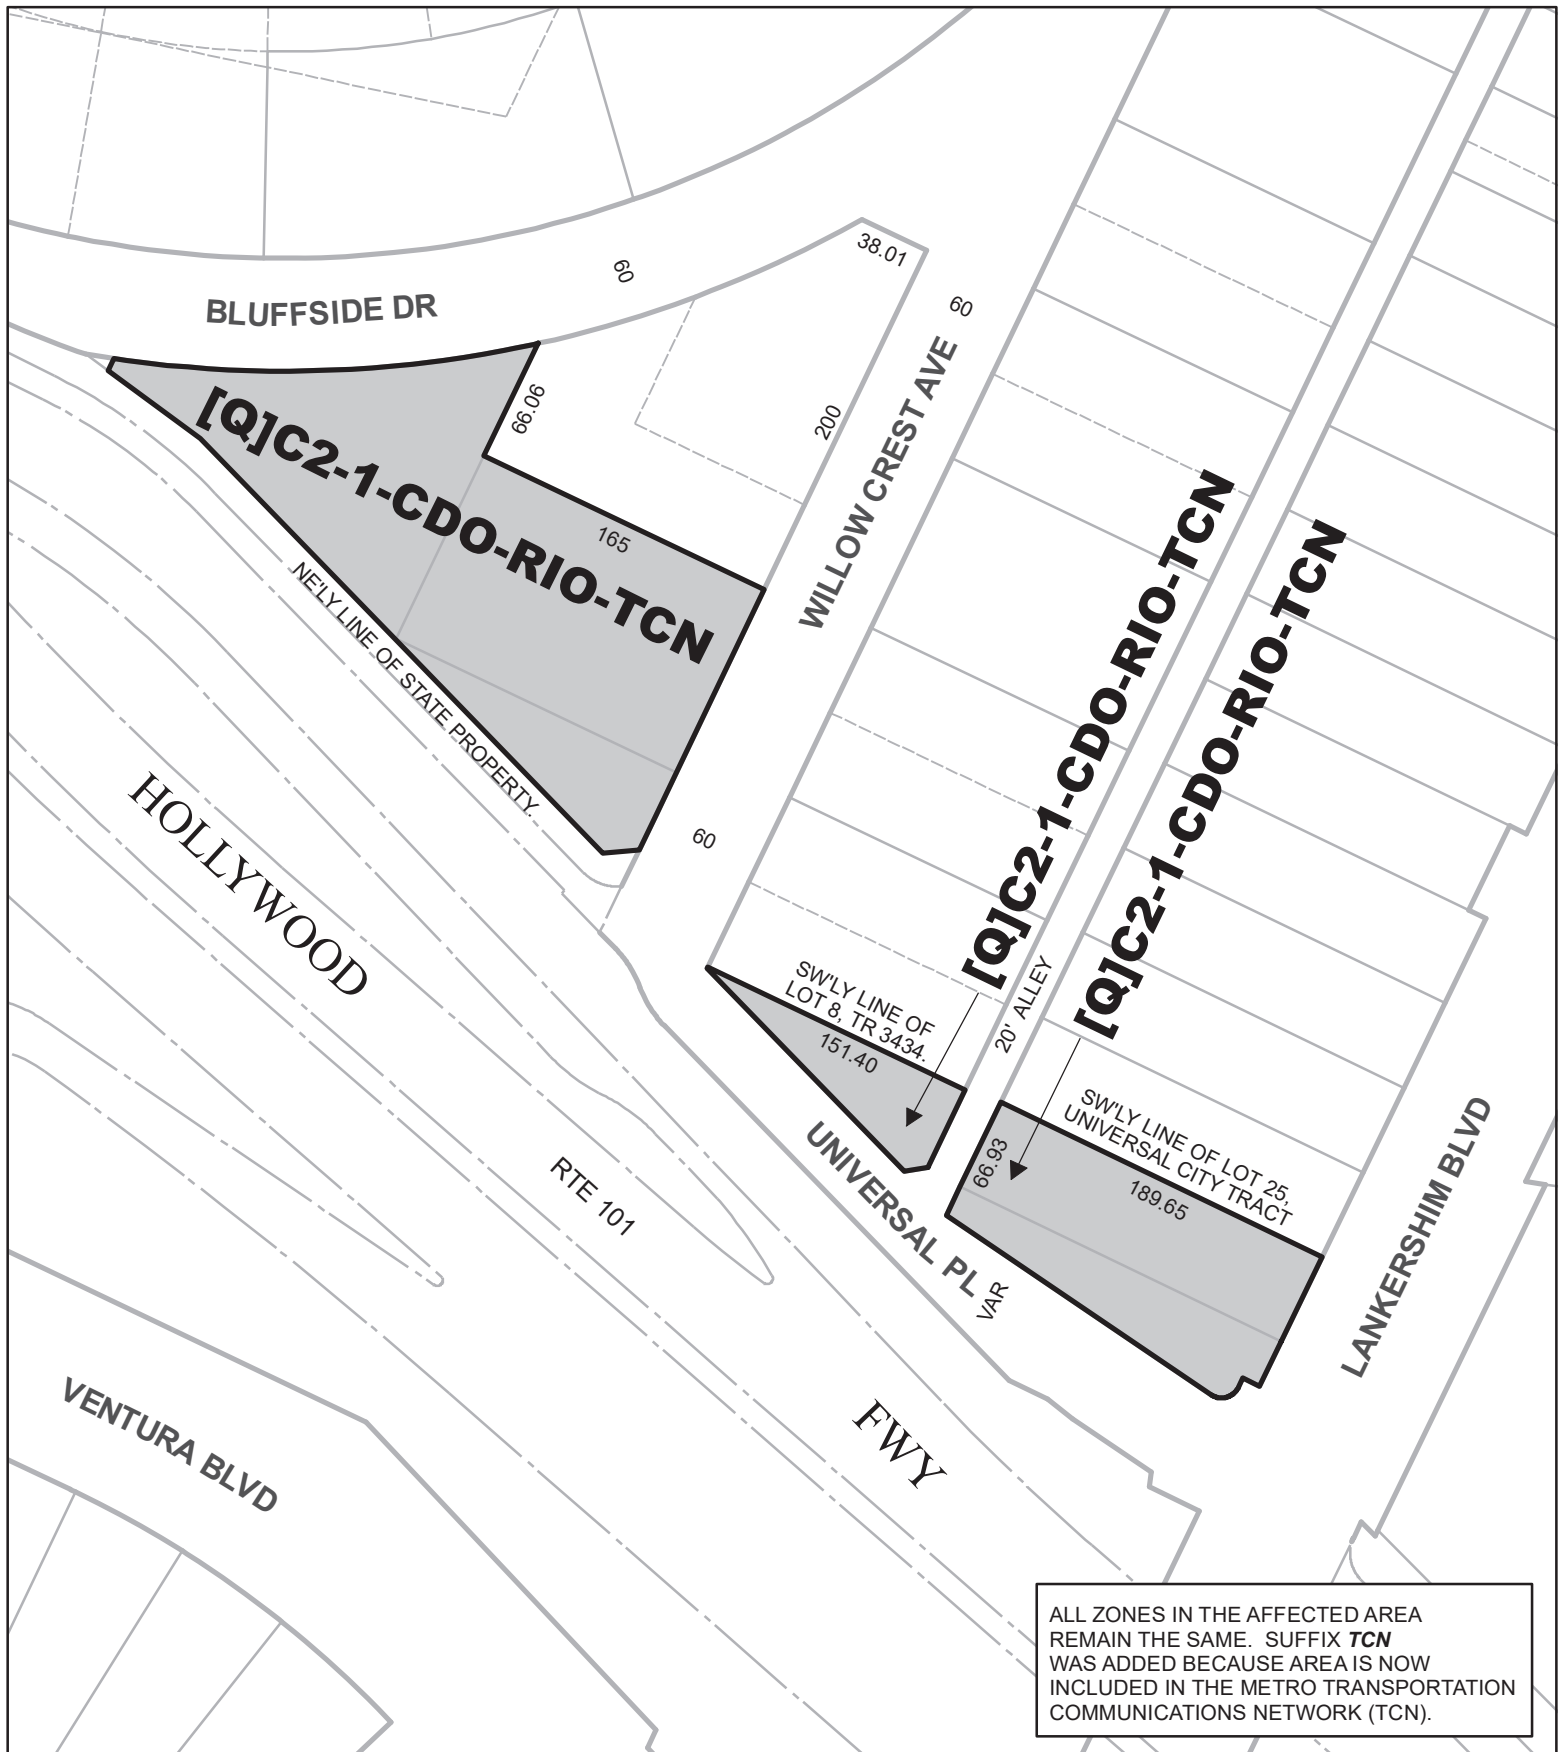 38.01
60
60
BLUFFSIDE DR
66.06
200
WILLOW CREST AVE
[Q]C2-1-CDO-RIO-TCN
165
NE'LY LINE OF STATE PROPERTY.
[Q]C2-1-CDO-RIO-TCN
[Q]C2-1-CDO-RIO-TCN
60
HOLLYWOOD
SW'LY LINE OF
LOT 8, TR 3434.
151.40
20' ALLEY
SW'LY LINE OF LOT 25,
UNIVERSAL CITY TRACT
189.65
66.93
UNIVERSAL PL
VAR
LANKERSHIM BLVD
RTE 101
FWY
VENTURA BLVD
ALL ZONES IN THE AFFECTED AREA
REMAIN THE SAME. SUFFIX TCN
WAS ADDED BECAUSE AREA IS NOW
INCLUDED IN THE METRO TRANSPORTATION
COMMUNICATIONS NETWORK (TCN).